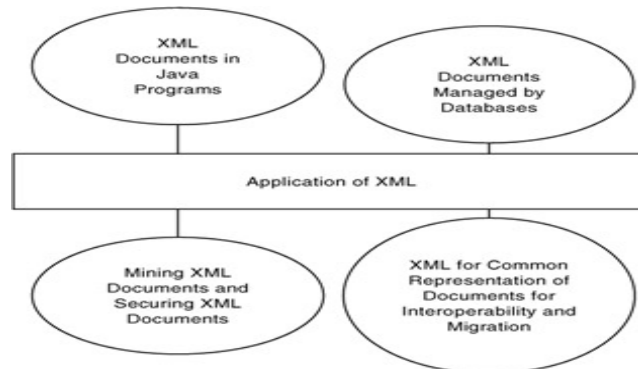 XML
Documents in
Java
Programs
XML
Documents
Managed by
Databases
Application of XML
Mining XML
Documents and
Securing XML
Documents
XML for Common
Representation of
Documents for
Interoperability and
Migration